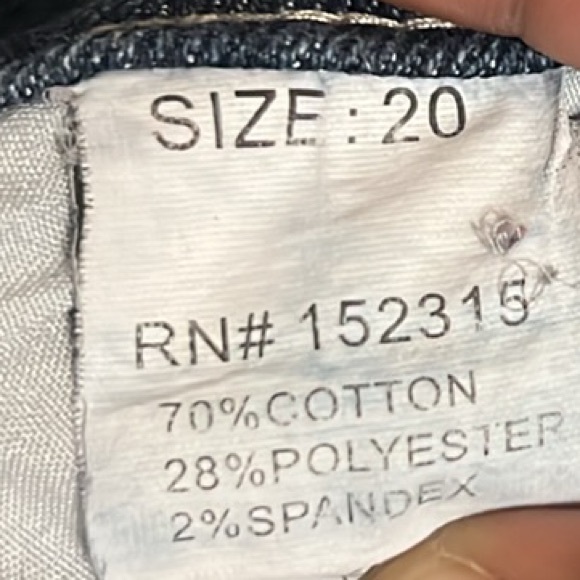 SIZE : 20
RN# 152315
70%COTTON
28%POLYESTER
2%SPANDEX